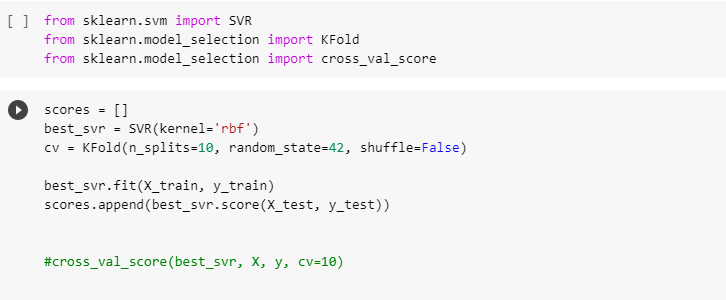 [ ] from sklearn.svm import SVR
from sklearn.model_selection import KFold
from sklearn.model_selection import cross_val_score
scores = []
best_svr = SVR(kernel='rbf')
cv = KFold(n_splits=10, random_state=42, shuffle=False)
best_svr.fit(X_train, y_train)
scores.append(best_svr.score(X_test, y_test))
#cross_val_score(best_svr, X, y, cv=10)